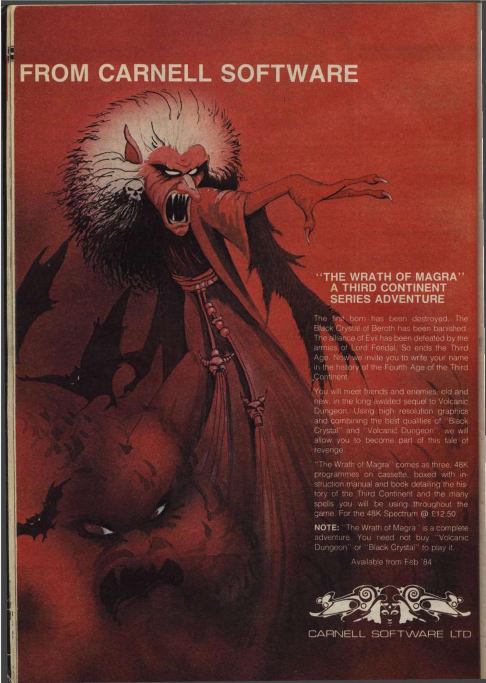 FROM CARNELL SOFTWARE
"THE WRATH OF MAGRA"
A THIRD CONTINENT
SERIES ADVENTURE
The first born has been destroyed. The
Black Crystal of Beroth has been banished.
The alliance of Evil has been defeated by the
armies of Lord Fendal. So ends the Third
Age. Now we invite you to write your name
in the history of the Fourth Age of the Third
Continent.
You will meet friends and enemies, old and
new, in the long awaited sequel to Volcanic
Dungeon. Using high resolution graphics
and combining the best qualities of "Black
Crystal" and "Volcanic Dungeon", we will
allow you to become part of this tale of
revenge.
"The Wrath of Magra" comes as three, 48K
programmes on cassette, boxed with in-
struction manual and book detailing the his-
tory of the Third Continent and the many
spells you will be using throughout the
game. For the 48K Spectrum @ £12.50.
NOTE: "The Wrath of Magra" is a complete
adventure. You need not buy "Volcanic
Dungeon" or "Black Crystal" to play it.
Available from Feb '84
CARNELL SOFTWARE LTD